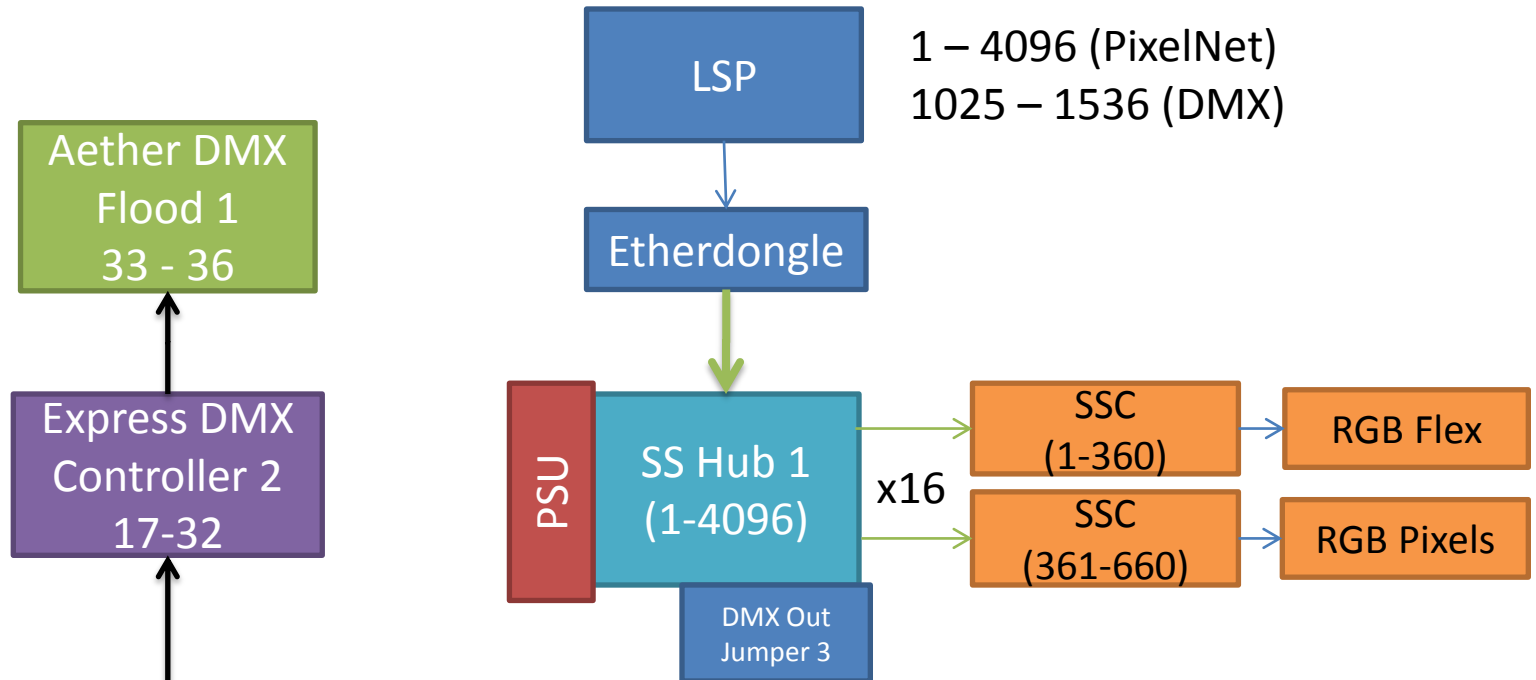 LSP
1 – 4096 (PixelNet)
1025 – 1536 (DMX)
Aether DMX
Flood 1
33 - 36
Etherdongle
Express DMX
Controller 2
17-32
PSU
SS Hub 1
(1-4096)
x16
SSC
(1-360)
RGB Flex
SSC
(361-660)
RGB Pixels
DMX Out
Jumper 3